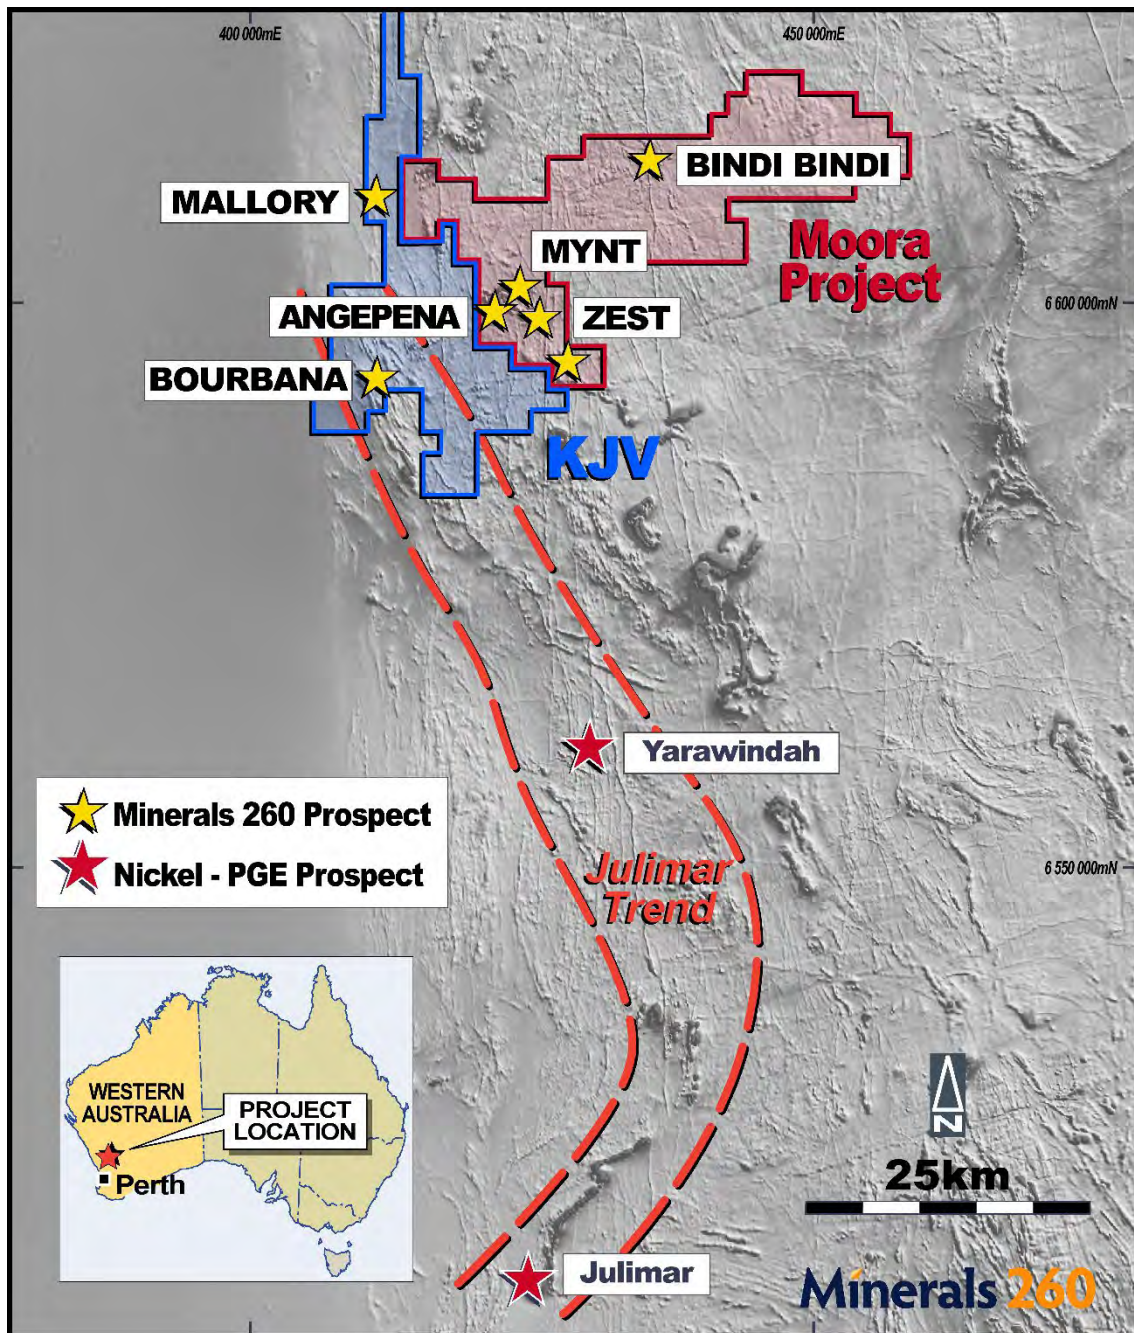 400 000mE
450 000mE
BINDI BINDI
MALLORY
Moora
Project
MYNT
6 600 000mN
ANGEPENA
ZEST
BOURBANA
KJV
Yarawindah
Minerals 260 Prospect
Nickel - PGE Prospect
Julimar
Trend
6 550 000mN
WESTERN
AUSTRALIA
PROJECT
LOCATION
Perth
N
25km
Julimar
Minerals 260